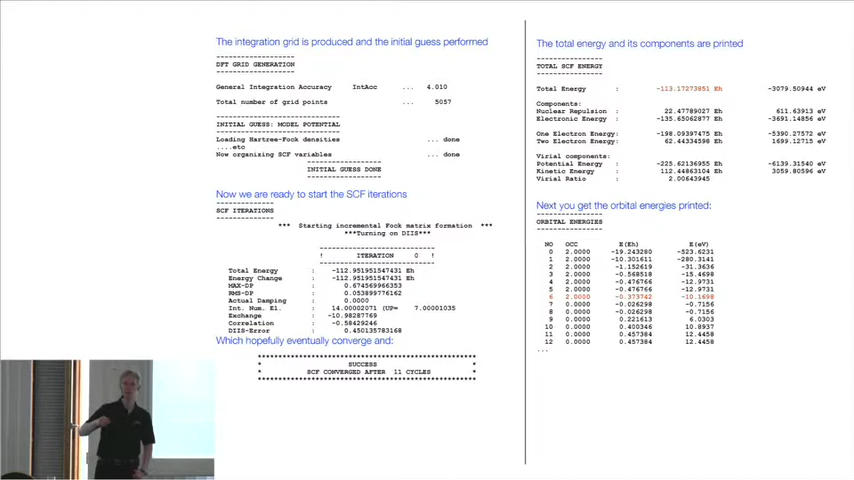 The integration grid is produced and the initial guess performed
--------------------
DFT GRID GENERATION
--------------------
General Integration Accuracy IntAcc ... 4.010
Total number of grid points ... 5057
------------------------------
INITIAL GUESS: MODEL POTENTIAL
------------------------------
Loading Hartree-Fock densities ... done
....etc
Now organizing SCF variables ... done
------------------
INITIAL GUESS DONE
------------------
Now we are ready to start the SCF iterations
--------------
SCF ITERATIONS
--------------
*** Starting incremental Fock matrix formation ***
***Turning on DIIS***
----------------------------
! ITERATION 0 !
----------------------------
Total Energy : -112.951951547431 Eh
Energy Change : -112.951951547431 Eh
MAX-DP : 0.674569966353
RMS-DP : 0.053899776162
Actual Damping : 0.0000
Int. Num. El. : 14.00002071 (UP= 7.00001035
Exchange : -10.98287769
Correlation : -0.58429246
DIIS-Error : 0.450135783168
Which hopefully eventually converge and:
*****************************************************
* SUCCESS *
* SCF CONVERGED AFTER 11 CYCLES *
*****************************************************
The total energy and its components are printed
----------------
TOTAL SCF ENERGY
----------------
Total Energy : -113.17273851 Eh -3079.50944 eV
Components:
Nuclear Repulsion : 22.47789027 Eh 611.63913 eV
Electronic Energy : -135.65062877 Eh -3691.14856 eV
One Electron Energy: -198.09397475 Eh -5390.27572 eV
Two Electron Energy: 62.44334598 Eh 1699.12715 eV
Virial components:
Potential Energy : -225.62136955 Eh -6139.31540 eV
Kinetic Energy : 112.44863104 Eh 3059.80596 eV
Virial Ratio : 2.00643945
Next you get the orbital energies printed:
----------------
ORBITAL ENERGIES
----------------
NO OCC E(Eh) E(eV)
0 2.0000 -19.243280 -523.6231
1 2.0000 -10.301611 -280.3141
2 2.0000 -1.152619 -31.3636
3 2.0000 -0.568518 -15.4698
4 2.0000 -0.476766 -12.9731
5 2.0000 -0.476766 -12.9731
6 2.0000 -0.373742 -10.1698
7 0.0000 -0.026298 -0.7156
8 0.0000 -0.026298 -0.7156
9 0.0000 0.221613 6.0303
10 0.0000 0.400346 10.8937
11 0.0000 0.457384 12.4458
12 0.0000 0.457384 12.4458
...